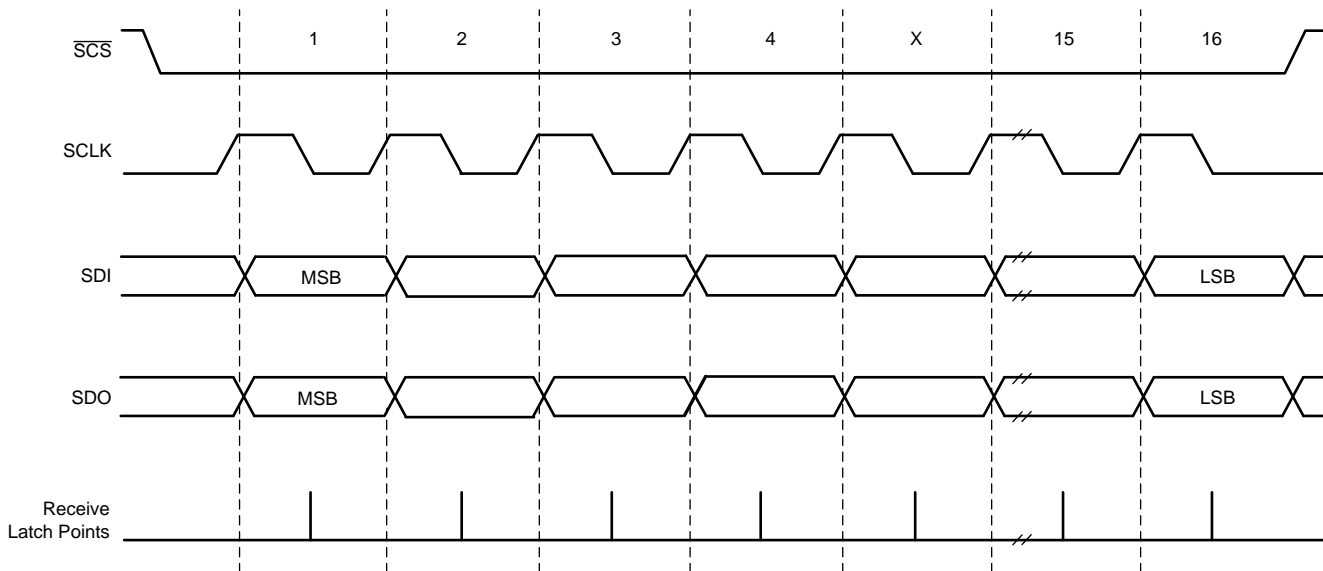 1 2 3 4 X 15 16
SCS
SCLK
SDI MSB LSB
SDO MSB LSB
Receive
Latch Points